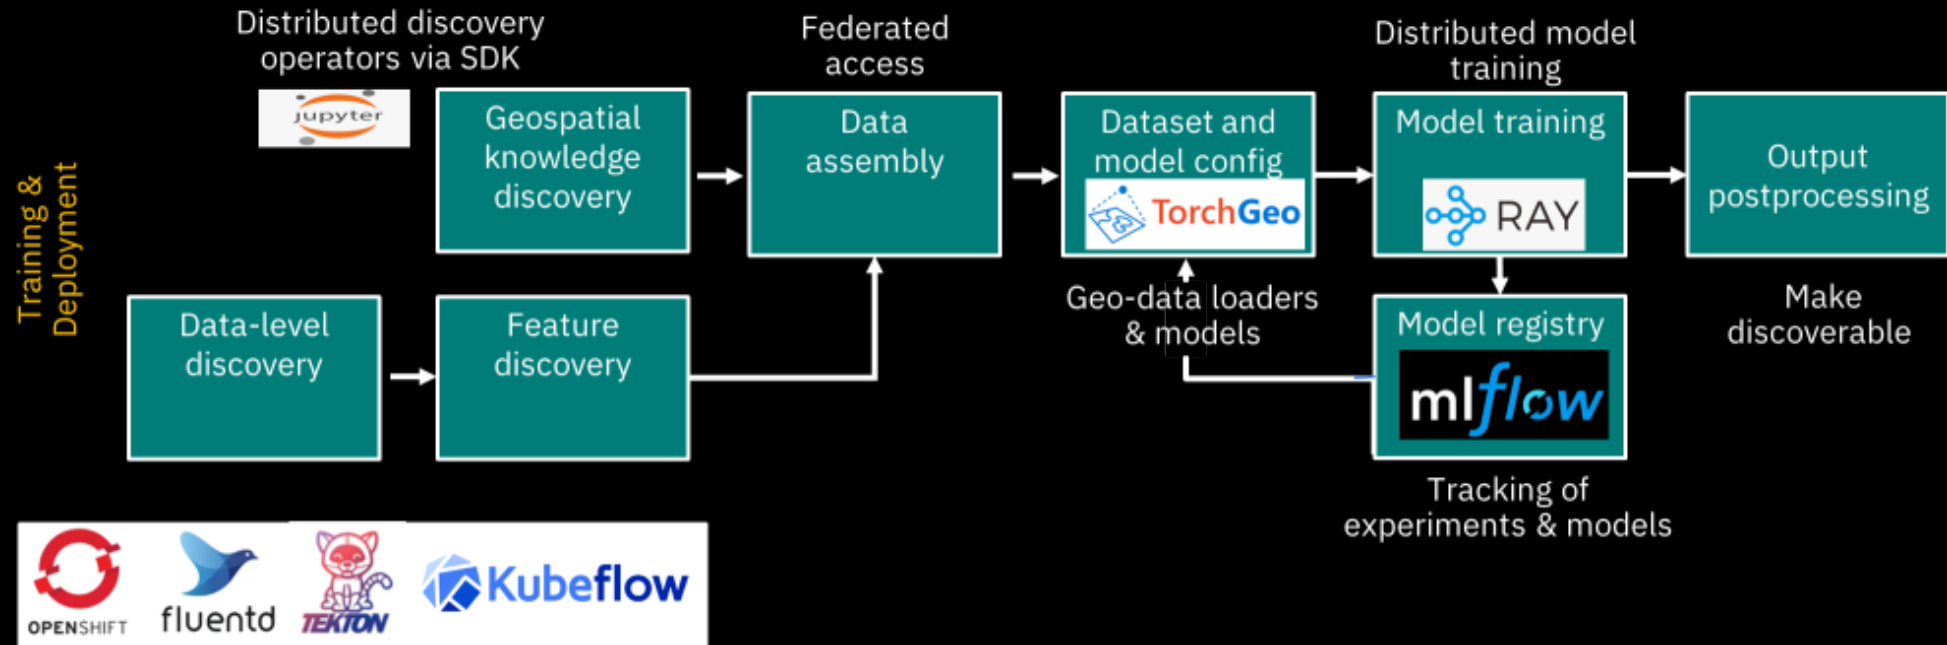 Distributed discovery
operators via SDK
Federated
access
Distributed model
training
jupyter
Geospatial
knowledge
discovery
Data
assembly
Dataset and
model config
TorchGeo
Model training
RAY
Output
postprocessing
Training &
Deployment
Data-level
discovery
Feature
discovery
Geo-data loaders
& models
Model registry
mlflow
Make
discoverable
Tracking of
experiments & models
OPENSHIFT
fluentd
TEKTON
Kubeflow